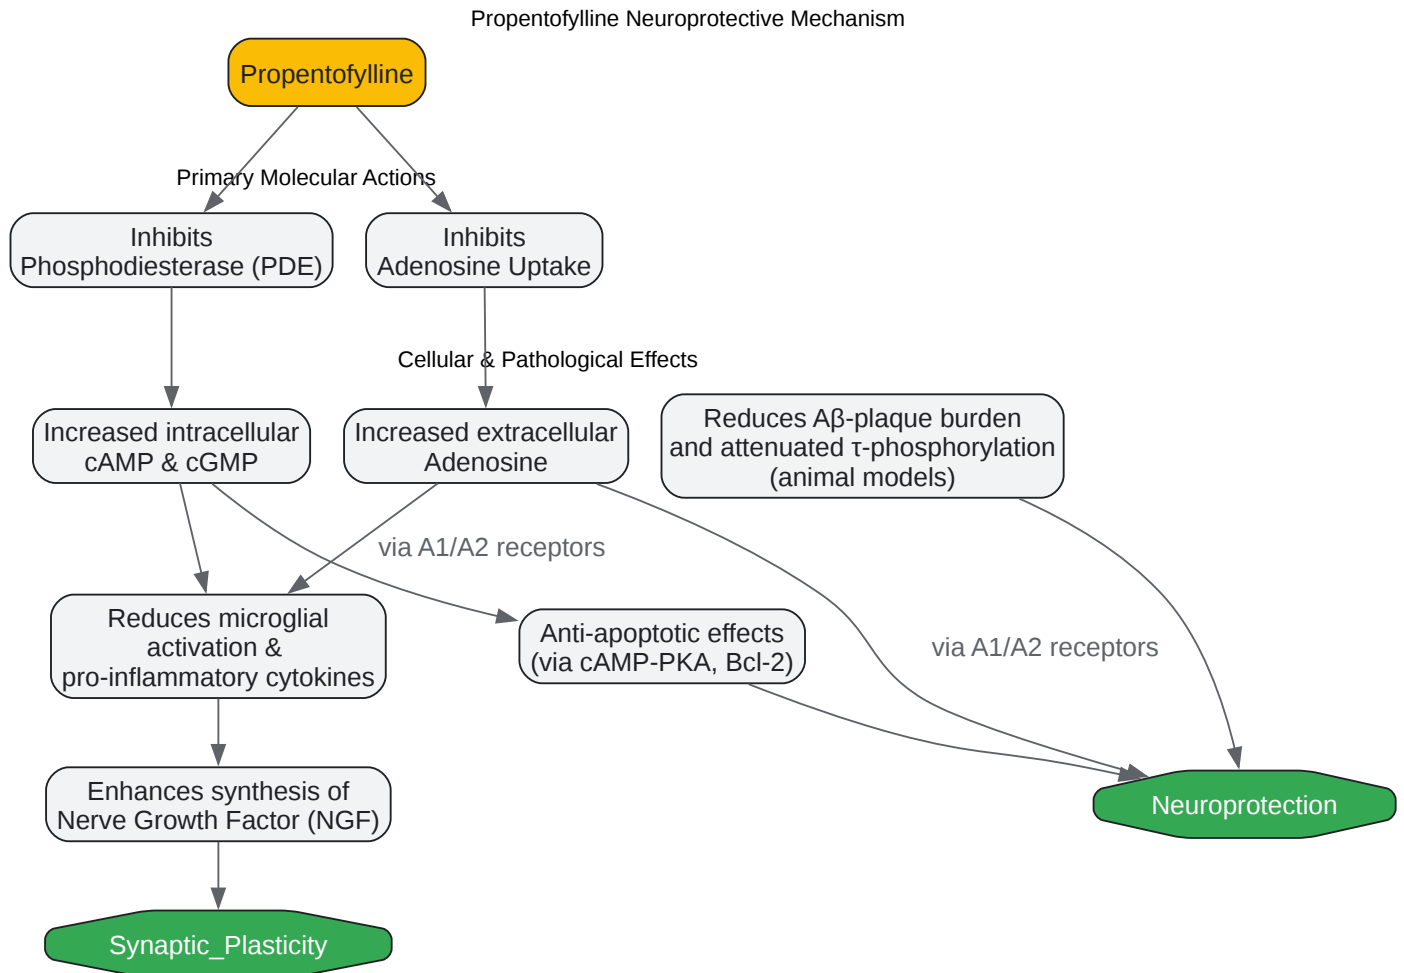 Propentofylline Neuroprotective Mechanism
Propentofylline
Primary Molecular Actions
Inhibits
Phosphodiesterase (PDE)
Inhibits
Adenosine Uptake
Cellular & Pathological Effects
Increased intracellular
cAMP & cGMP
Increased extracellular
Adenosine
Reduces Aβ-plaque burden
and attenuated τ-phosphorylation
(animal models)
via A1/A2 receptors
Reduces microglial
activation &
pro-inflammatory cytokines
Anti-apoptotic effects
(via cAMP-PKA, Bcl-2)
via A1/A2 receptors
Enhances synthesis of
Nerve Growth Factor (NGF)
Neuroprotection
Synaptic_Plasticity